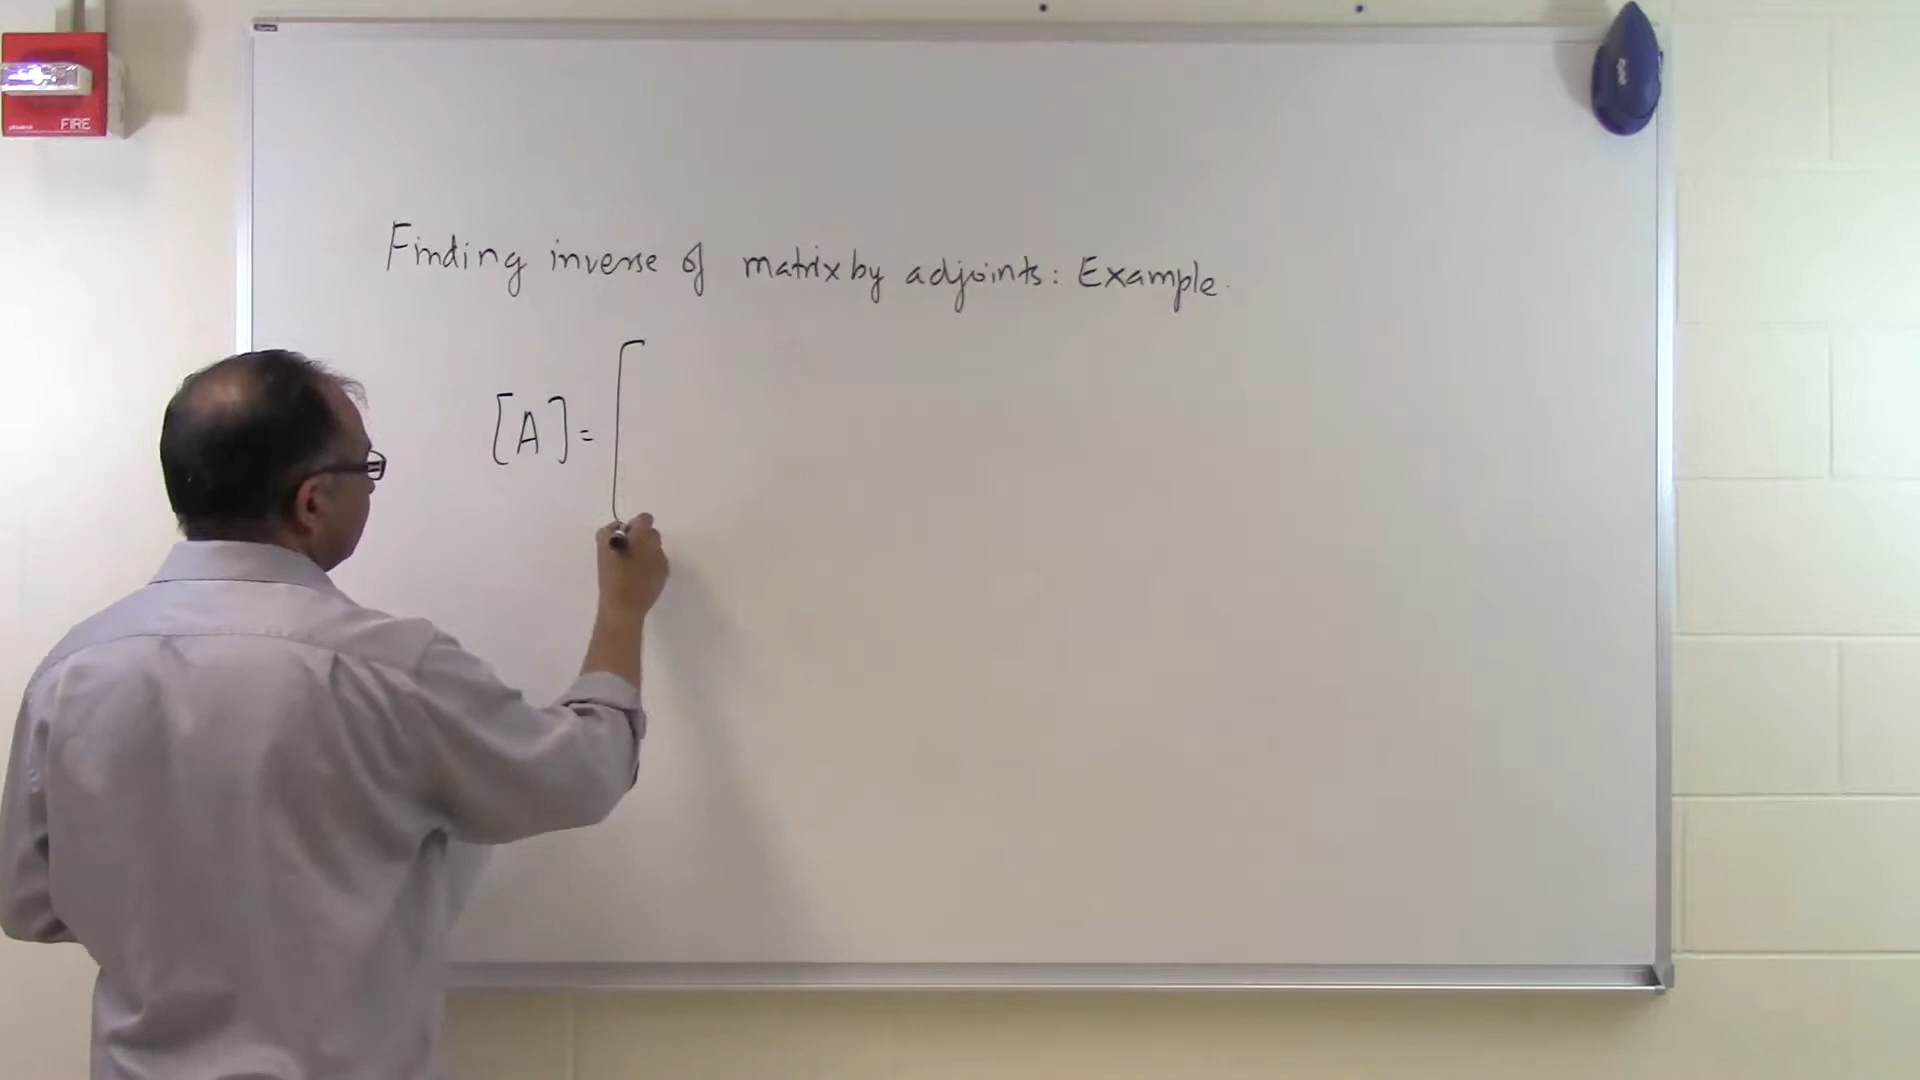 FIRE
Finding inverse of matrix by adjoints: Example.
[A]=[